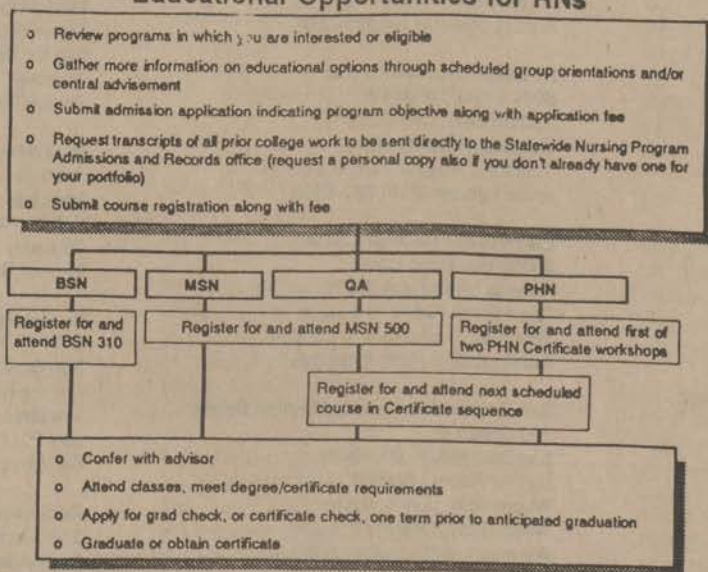 Educational Opportunities for RNs
o Review programs in which you are interested or eligible
o Gather more information on educational options through scheduled group orientations and/or
central advisement
o Submit admission application indicating program objective along with application fee
o Request transcripts of all prior college work to be sent directly to the Statewide Nursing Program
Admissions and Records office (request a personal copy also if you don't already have one for
your portfolio)
o Submit course registration along with fee
BSN
MSN
QA
PHN
Register for and
attend BSN 310
Register for and attend MSN 500
Register for and attend first of
two PHN Certificate workshops
Register for and attend next scheduled
course in Certificate sequence
o Confer with advisor
o Attend classes, meet degree/certificate requirements
o Apply for grad check, or certificate check, one term prior to anticipated graduation
o Graduate or obtain certificate